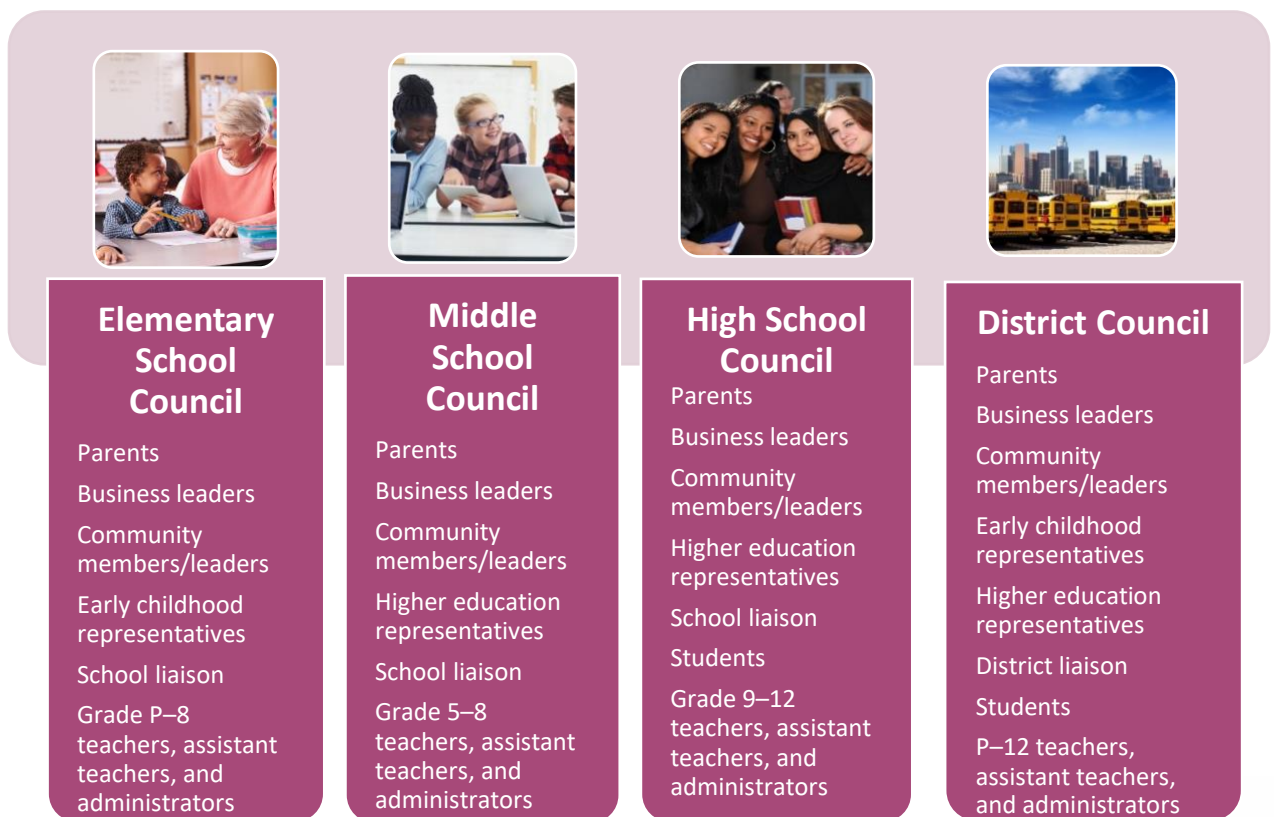 Elementary
School
Council
Parents
Business leaders
Community
members/leaders
Early childhood
representatives
School liaison
Grade P–8
teachers, assistant
teachers, and
administrators
Middle
School
Council
Parents
Business leaders
Community
members/leaders
Higher education
representatives
School liaison
Grade 5–8
teachers, assistant
teachers, and
administrators
High School
Council
Parents
Business leaders
Community
members/leaders
Higher education
representatives
School liaison
Students
Grade 9–12
teachers, assistant
teachers, and
administrators
District Council
Parents
Business leaders
Community
members/leaders
Early childhood
representatives
Higher education
representatives
District liaison
Students
P–12 teachers,
assistant teachers,
and administrators